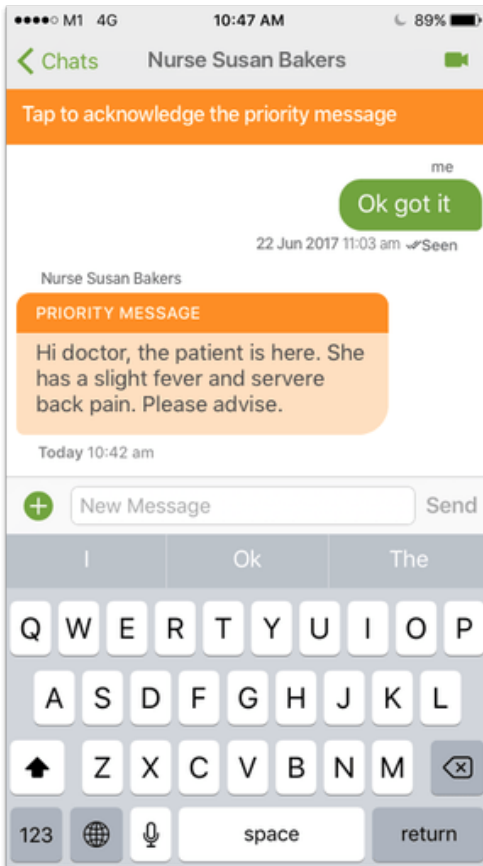 M1 4G 10:47 AM 89%
Chats Nurse Susan Bakers
Tap to acknowledge the priority message
me
Ok got it
22 Jun 2017 11:03 am Seen
Nurse Susan Bakers
PRIORITY MESSAGE
Hi doctor, the patient is here. She
has a slight fever and servere
back pain. Please advise.
Today 10:42 am
New Message Send
I Ok The
Q W E R T Y U I O P
A S D F G H J K L
Z X C V B N M
123 space return